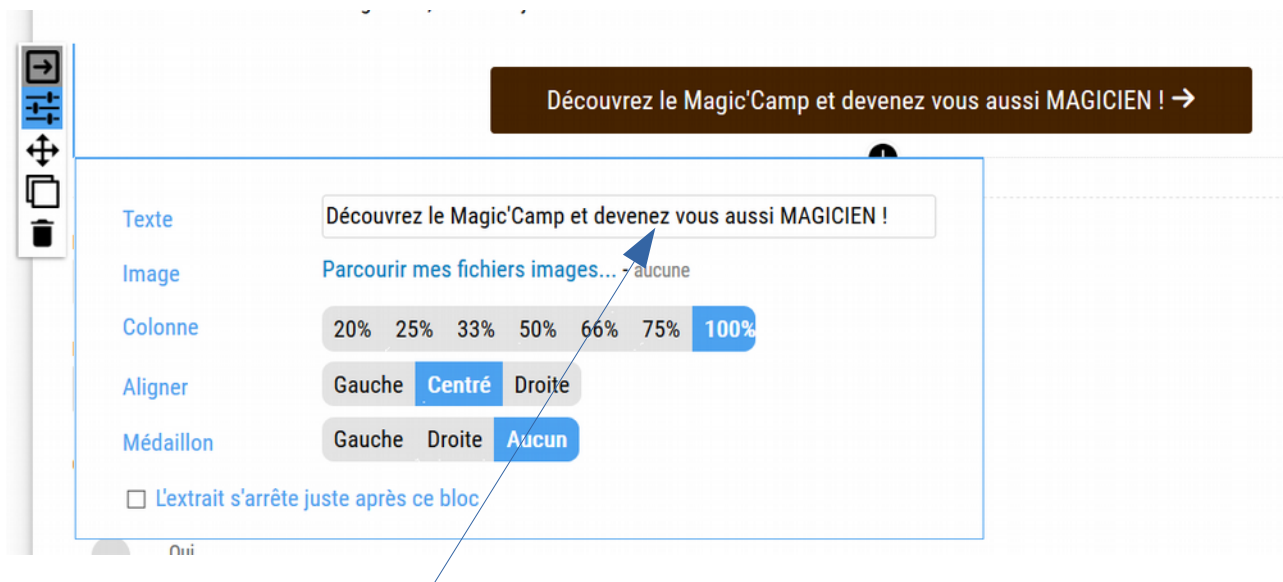 Découvrez le Magic'Camp et devenez vous aussi MAGICIEN ! →
Texte Découvrez le Magic'Camp et devenez vous aussi MAGICIEN !
Image Parcourir mes fichiers images... - aucune
Colonne 20% 25% 33% 50% 66% 75% 100%
Aligner Gauche Centré Droite
Médaillon Gauche Droite Aucun
L'extrait s'arrête juste après ce bloc
Oui